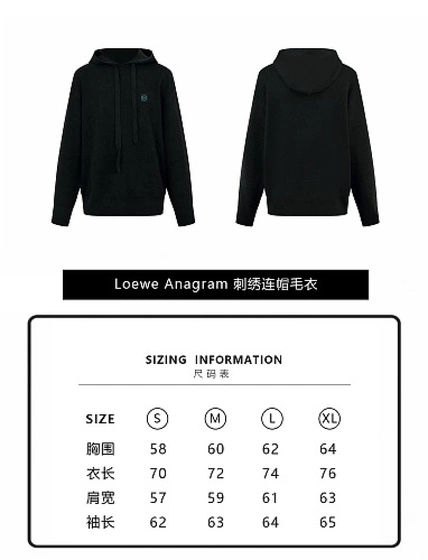 Loewe Anagram 刺绣连帽毛衣
SIZING INFORMATION
尺码表
SIZE S M L XL
胸围 58 60 62 64
衣长 70 72 74 76
肩宽 57 59 61 63
袖长 62 63 64 65